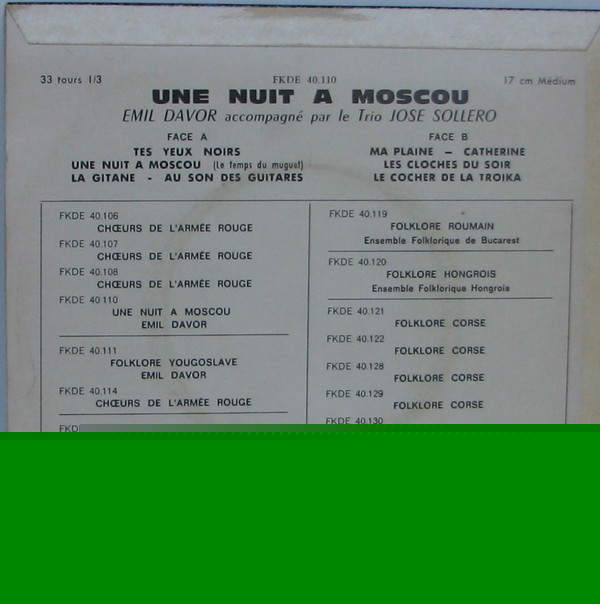 33 tours 1/3
FKDE 40.110
17 cm Médium
UNE NUIT A MOSCOU
EMIL DAVOR accompagné par le Trio JOSE SOLLERO
FACE A
TES YEUX NOIRS
UNE NUIT A MOSCOU (Le temps du muguet)
LA GITANE - AU SON DES GUITARES
FACE B
MA PLAINE - CATHERINE
LES CLOCHES DU SOIR
LE COCHER DE LA TROIKA
FKDE 40.106
CHŒURS DE L'ARMÉE ROUGE
FKDE 40.107
CHŒURS DE L'ARMÉE ROUGE
FKDE 40.108
CHŒURS DE L'ARMÉE ROUGE
FKDE 40 110
UNE NUIT A MOSCOU
EMIL DAVOR
FKDE 40.111
FOLKLORE YOUGOSLAVE
EMIL DAVOR
FKDE 40.114
CHŒURS DE L'ARMÉE ROUGE
FKDE 40.119
FOLKLORE ROUMAIN
Ensemble Folklorique de Bucarest
FKDE 40.120
FOLKLORE HONGROIS
Ensemble Folklorique Hongrois
FKDE 40.121
FOLKLORE CORSE
FKDE 40.122
FOLKLORE CORSE
FKDE 40.128
FOLKLORE CORSE
FKDE 40.129
FOLKLORE CORSE
FKDE 40.130